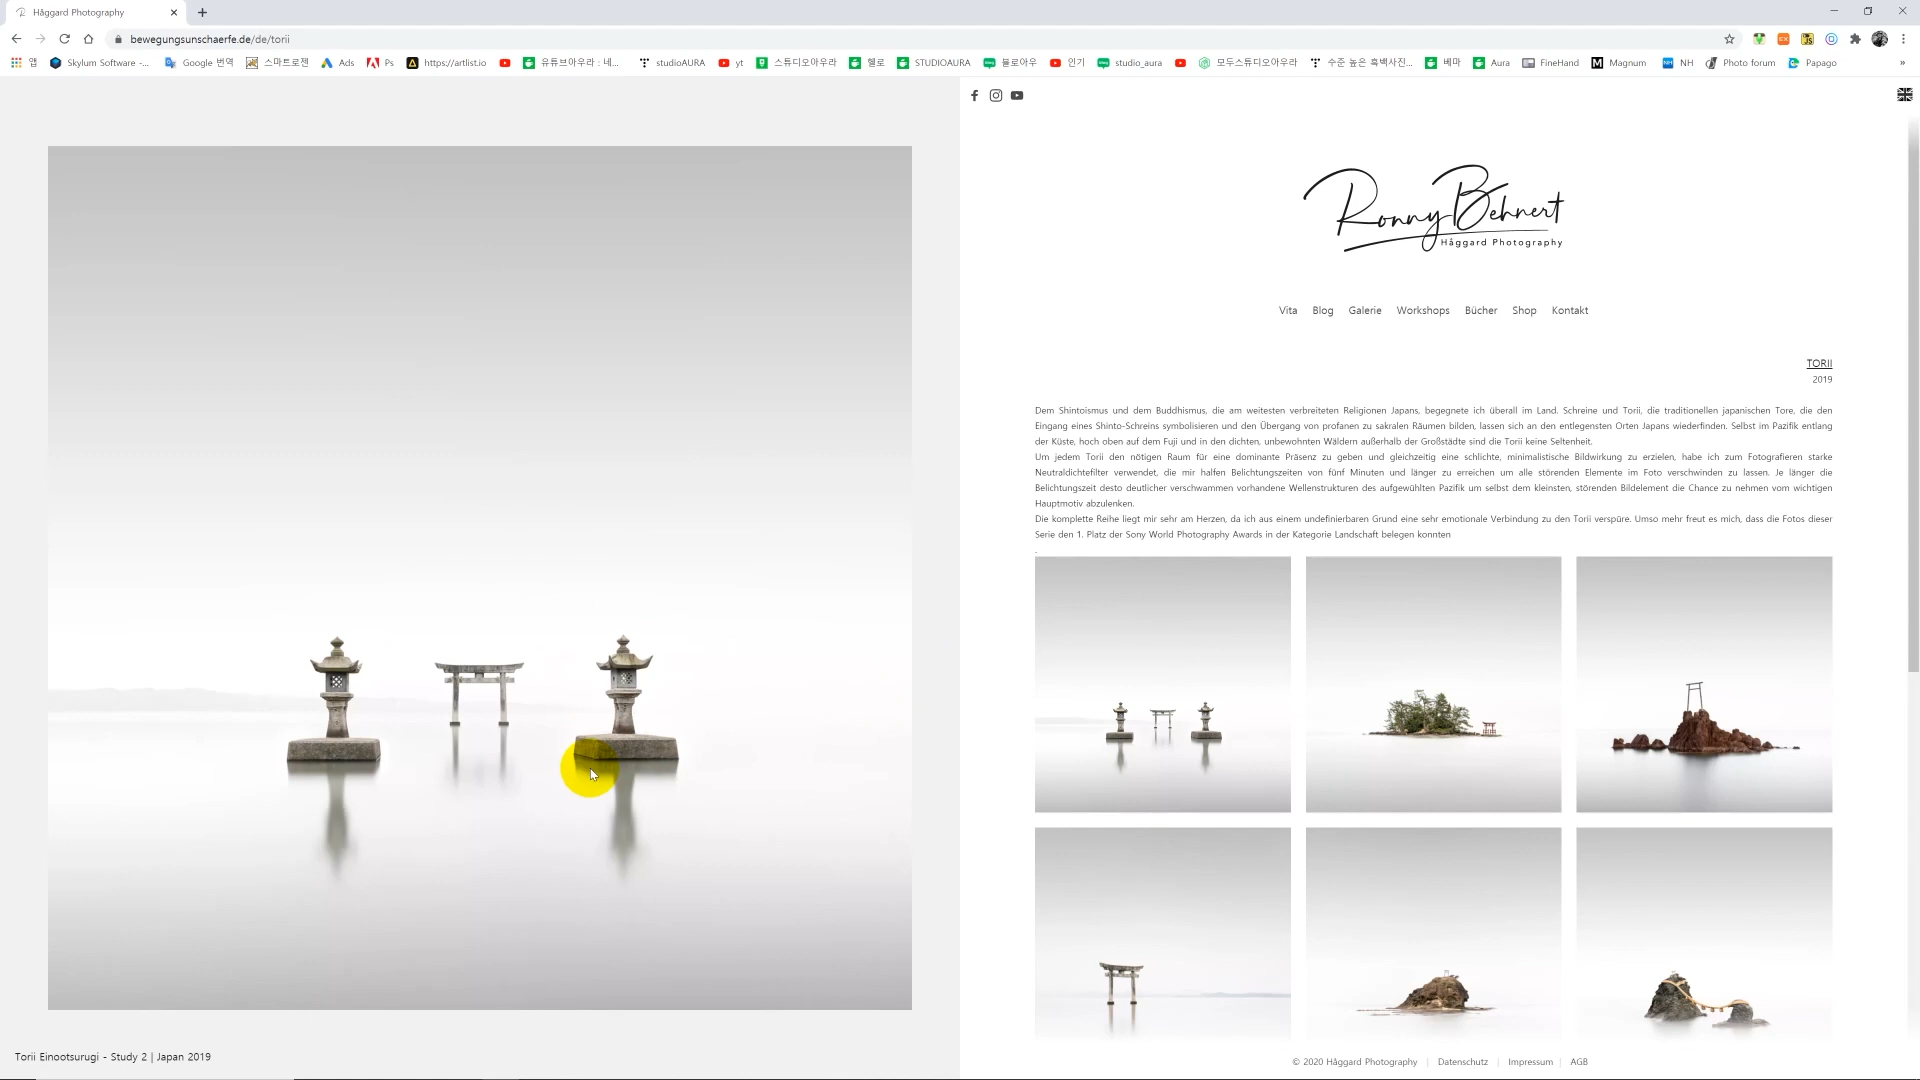 Håggard Photography
bewegungsunschaerfe.de/de/torii
앱 Skylum Software -... Google 번역 스마트로젠 Ads Ps https://artlist.io 유튜브아우라 : 네... studioAURA yt 스튜디오아우라 헬로 STUDIOAURA 블로아우 인기 studio_aura 모두스튜디오아우라 수준 높은 흑백사진... 베마 Aura FineHand Magnum NH Photo forum Papago »
Ronny Behnert
Håggard Photography
Vita Blog Galerie Workshops Bücher Shop Kontakt
TORII
2019
Dem Shintoismus und dem Buddhismus, die am weitesten verbreiteten Religionen Japans, begegnete ich überall im Land. Schreine und Torii, die traditionellen japanischen Tore, die den
Eingang eines Shinto-Schreins symbolisieren und den Übergang von profanen zu sakralen Räumen bilden, lassen sich an den entlegensten Orten Japans wiederfinden. Selbst im Pazifik entlang
der Küste, hoch oben auf dem Fuji und in den dichten, unbewohnten Wäldern außerhalb der Großstädte sind die Torii keine Seltenheit.
Um jedem Torii den nötigen Raum für eine dominante Präsenz zu geben und gleichzeitig eine schlichte, minimalistische Bildwirkung zu erzielen, habe ich zum Fotografieren starke
Neutraldichtefilter verwendet, die mir halfen Belichtungszeiten von fünf Minuten und länger zu erreichen um alle störenden Elemente im Foto verschwinden zu lassen. Je länger die
Belichtungszeit desto deutlicher verschwammen vorhandene Wellenstrukturen des aufgewühlten Pazifik um selbst dem kleinsten, störenden Bildelement die Chance zu nehmen vom wichtigen
Hauptmotiv abzulenken.
Die komplette Reihe liegt mir sehr am Herzen, da ich aus einem undefinierbaren Grund eine sehr emotionale Verbindung zu den Torii verspüre. Umso mehr freut es mich, dass die Fotos dieser
Serie den 1. Platz der Sony World Photography Awards in der Kategorie Landschaft belegen konnten
.
Torii Einootsurugi - Study 2 | Japan 2019
© 2020 Håggard Photography | Datenschutz | Impressum | AGB